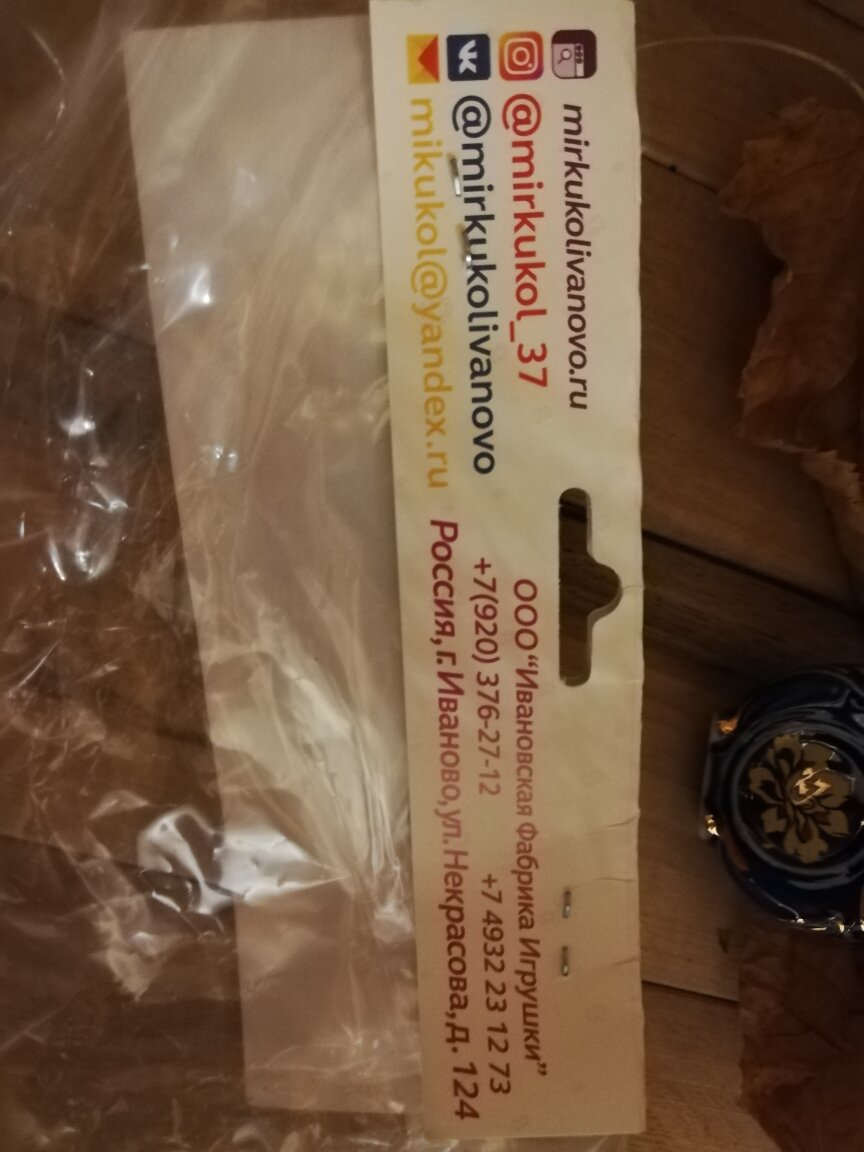 mirkukolivanovo.ru
@mirkukol_37
@mirkukolivanovo
mikukol@yandex.ru
ООО “Ивановская Фабрика Игрушки”
+7(920) 376-27-12 +7 4932 23 12 73
Россия, г. Иваново, ул. Некрасова, д. 124